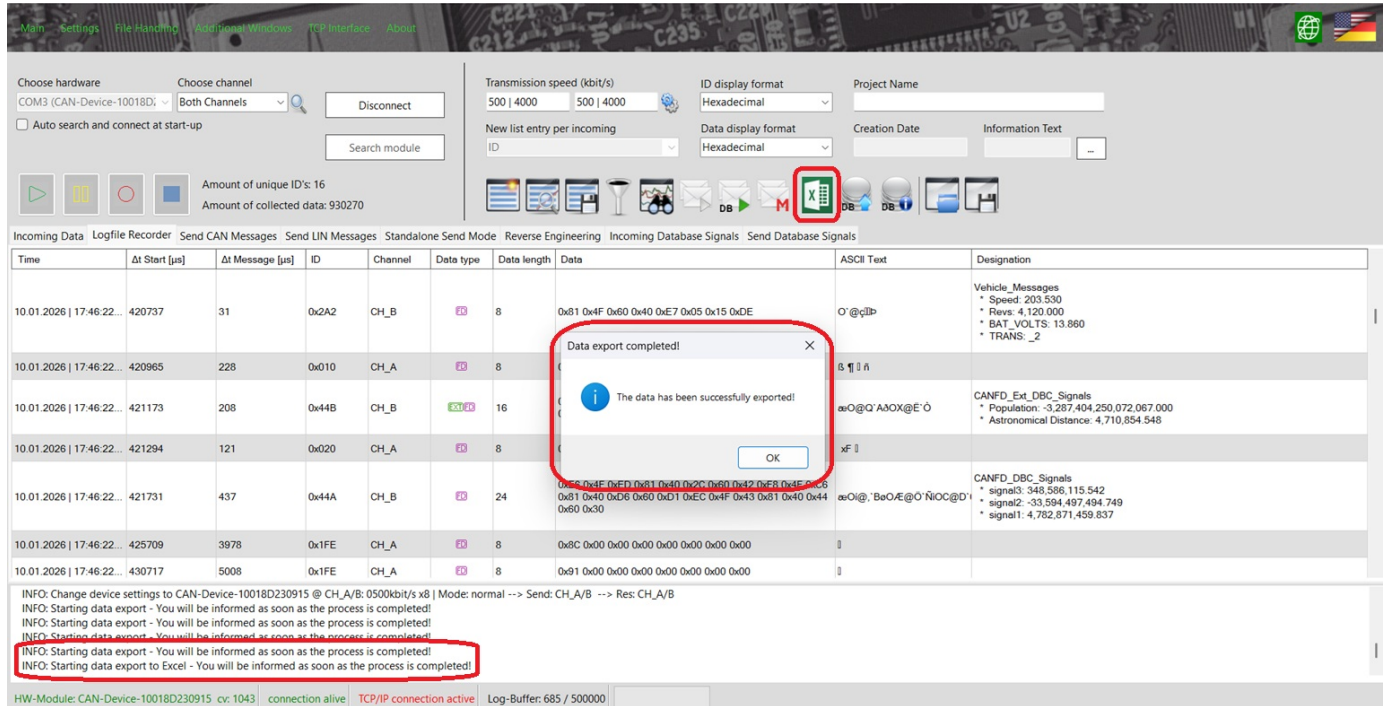 Main Settings File Handling Additional Windows TCP Interface About
Choose hardware Choose channel Transmission speed (kbit/s) ID display format Project Name
COM3 (CAN-Device-10018D; Both Channels Disconnect 500 | 4000 500 | 4000 Hexadecimal
Auto search and connect at start-up New list entry per incoming Data display format Creation Date Information Text
Search module ID Hexadecimal ...
Amount of unique ID's: 16
Amount of collected data: 930270
DB M X DB DB
Incoming Data Logfile Recorder Send CAN Messages Send LIN Messages Standalone Send Mode Reverse Engineering Incoming Database Signals Send Database Signals
Time Δt Start [µs] Δt Message [µs] ID Channel Data type Data length Data ASCII Text Designation
Vehicle_Messages
* Speed: 203.530
10.01.2026 | 17:46:22... 420737 31 0x2A2 CH_B FD 8 0x81 0x4F 0x60 0x40 0xE7 0x05 0x15 0xDE * Revs: 4,120.000
* BAT_VOLTS: 13.860
* TRANS: _2
10.01.2026 | 17:46:22... 420965 228 0x010 CH_A FD 8
CANFD_Ext_DBC_Signals
10.01.2026 | 17:46:22... 421173 208 0x44B CH_B EXT FD 16 * Population: -3,287,404,250,072,067.000
* Astronomical Distance: 4,710,854.548
10.01.2026 | 17:46:22... 421294 121 0x020 CH_A FD 8 xF
CANFD_DBC_Signals
* signal3: 348,586,115.542
10.01.2026 | 17:46:22... 421731 437 0x44A CH_B FD 24 0x81 0x40 0xD6 0x60 0xD1 0xEC 0x4F 0x43 0x81 0x40 0x44 * signal2: -33,594,497,494.749
0x60 0x30 * signal1: 4,782,871,459.837
10.01.2026 | 17:46:22... 425709 3978 0x1FE CH_A FD 8 0x8C 0x00 0x00 0x00 0x00 0x00 0x00 0x00
10.01.2026 | 17:46:22... 430717 5008 0x1FE CH_A FD 8 0x91 0x00 0x00 0x00 0x00 0x00 0x00 0x00
Data export completed!
The data has been successfully exported!
OK
INFO: Change device settings to CAN-Device-10018D230915 @ CH_A/B: 0500kbit/s x8 | Mode: normal --> Send: CH_A/B --> Res: CH_A/B
INFO: Starting data export - You will be informed as soon as the process is completed!
INFO: Starting data export - You will be informed as soon as the process is completed!
INFO: Starting data export - You will be informed as soon as the process is completed!
INFO: Starting data export - You will be informed as soon as the process is completed!
INFO: Starting data export to Excel - You will be informed as soon as the process is completed!
HW-Module: CAN-Device-10018D230915 cv: 1043 connection alive TCP/IP connection active Log-Buffer: 685 / 500000